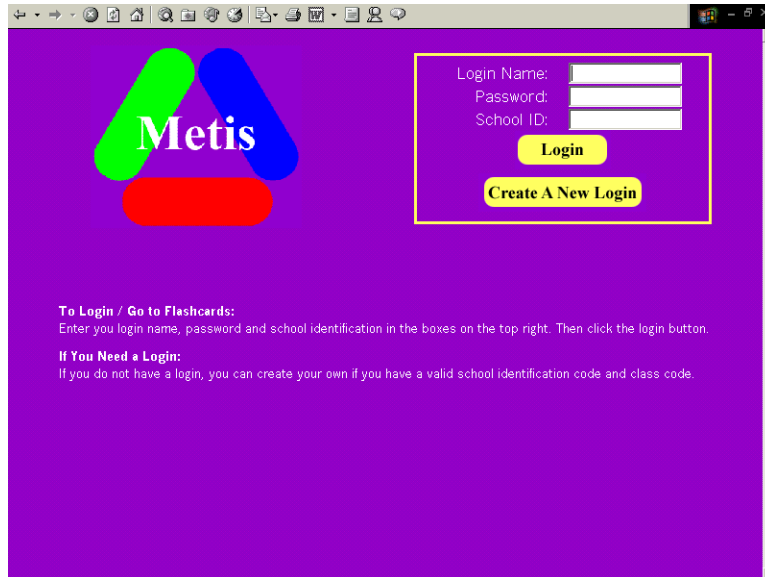 Metis
Login Name:
Password:
School ID:
Login
Create A New Login
To Login / Go to Flashcards:
Enter you login name, password and school identification in the boxes on the top right. Then click the login button.
If You Need a Login:
If you do not have a login, you can create your own if you have a valid school identification code and class code.